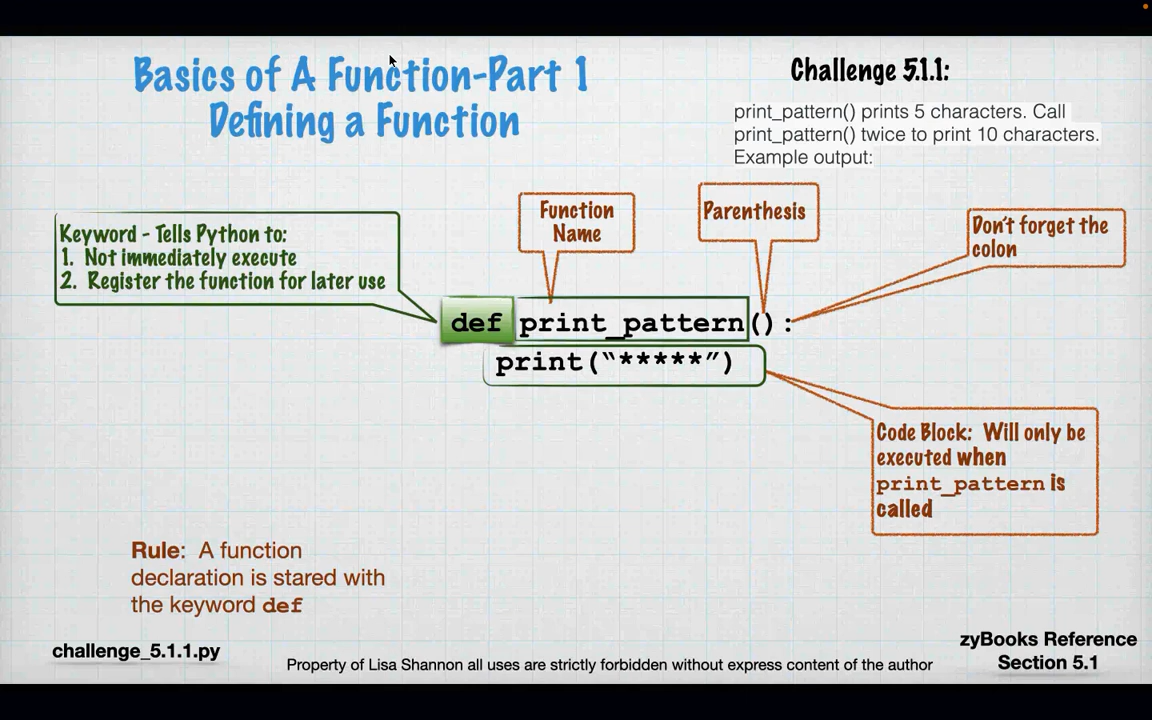 Basics of A Function-Part 1
Defining a Function
Challenge 5.1.1:
print_pattern() prints 5 characters. Call
print_pattern() twice to print 10 characters.
Example output:
Keyword - Tells Python to:
1. Not immediately execute
2. Register the function for later use
Function
Name
Parenthesis
Don't forget the
colon
def print_pattern():
print(“*****”)
Code Block: Will only be
executed when
print_pattern is
called
Rule: A function
declaration is stared with
the keyword def
challenge_5.1.1.py
Property of Lisa Shannon all uses are strictly forbidden without express content of the author
zyBooks Reference
Section 5.1